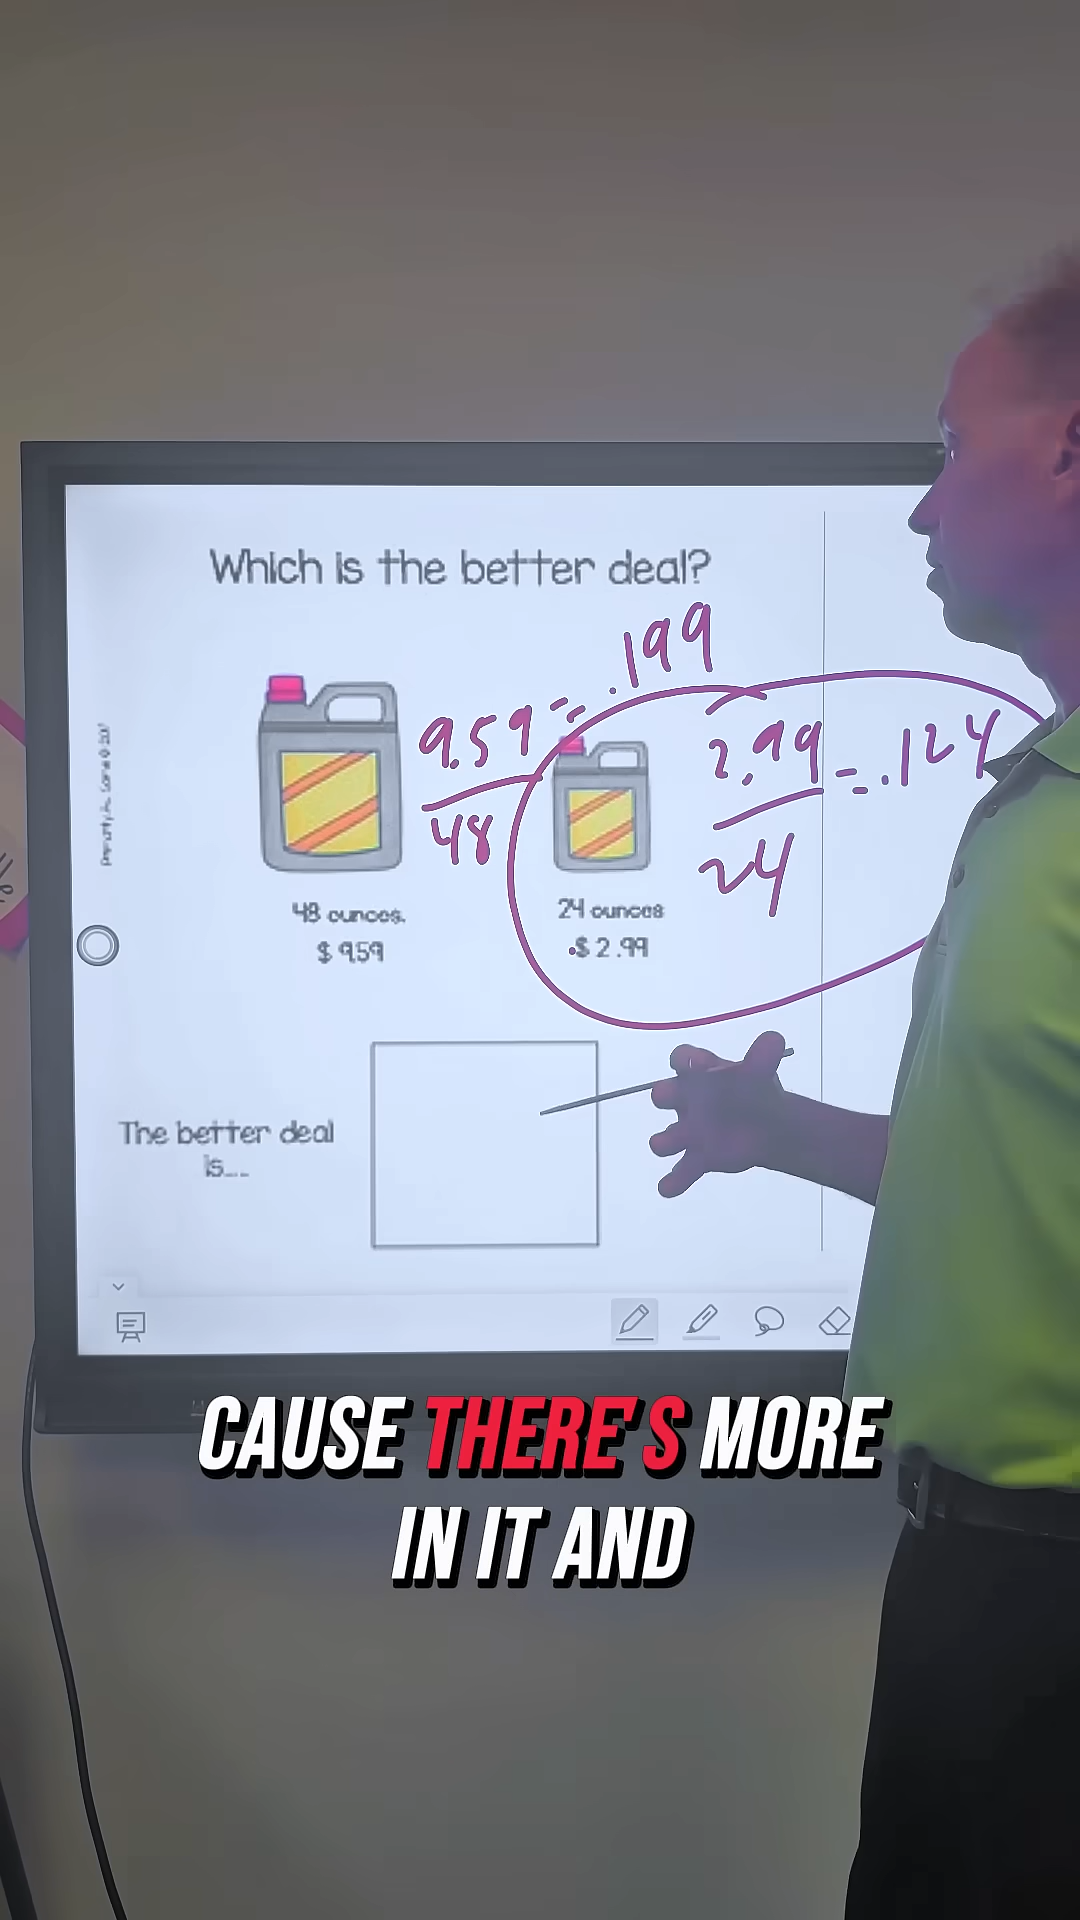 Which is the better deal?
9.59 = .199
48
2.99 = .124
24
48 ounces.
$ 9.59
24 ounces
.$ 2.99
The better deal
is....
CAUSE THERE'S MORE
IN IT AND